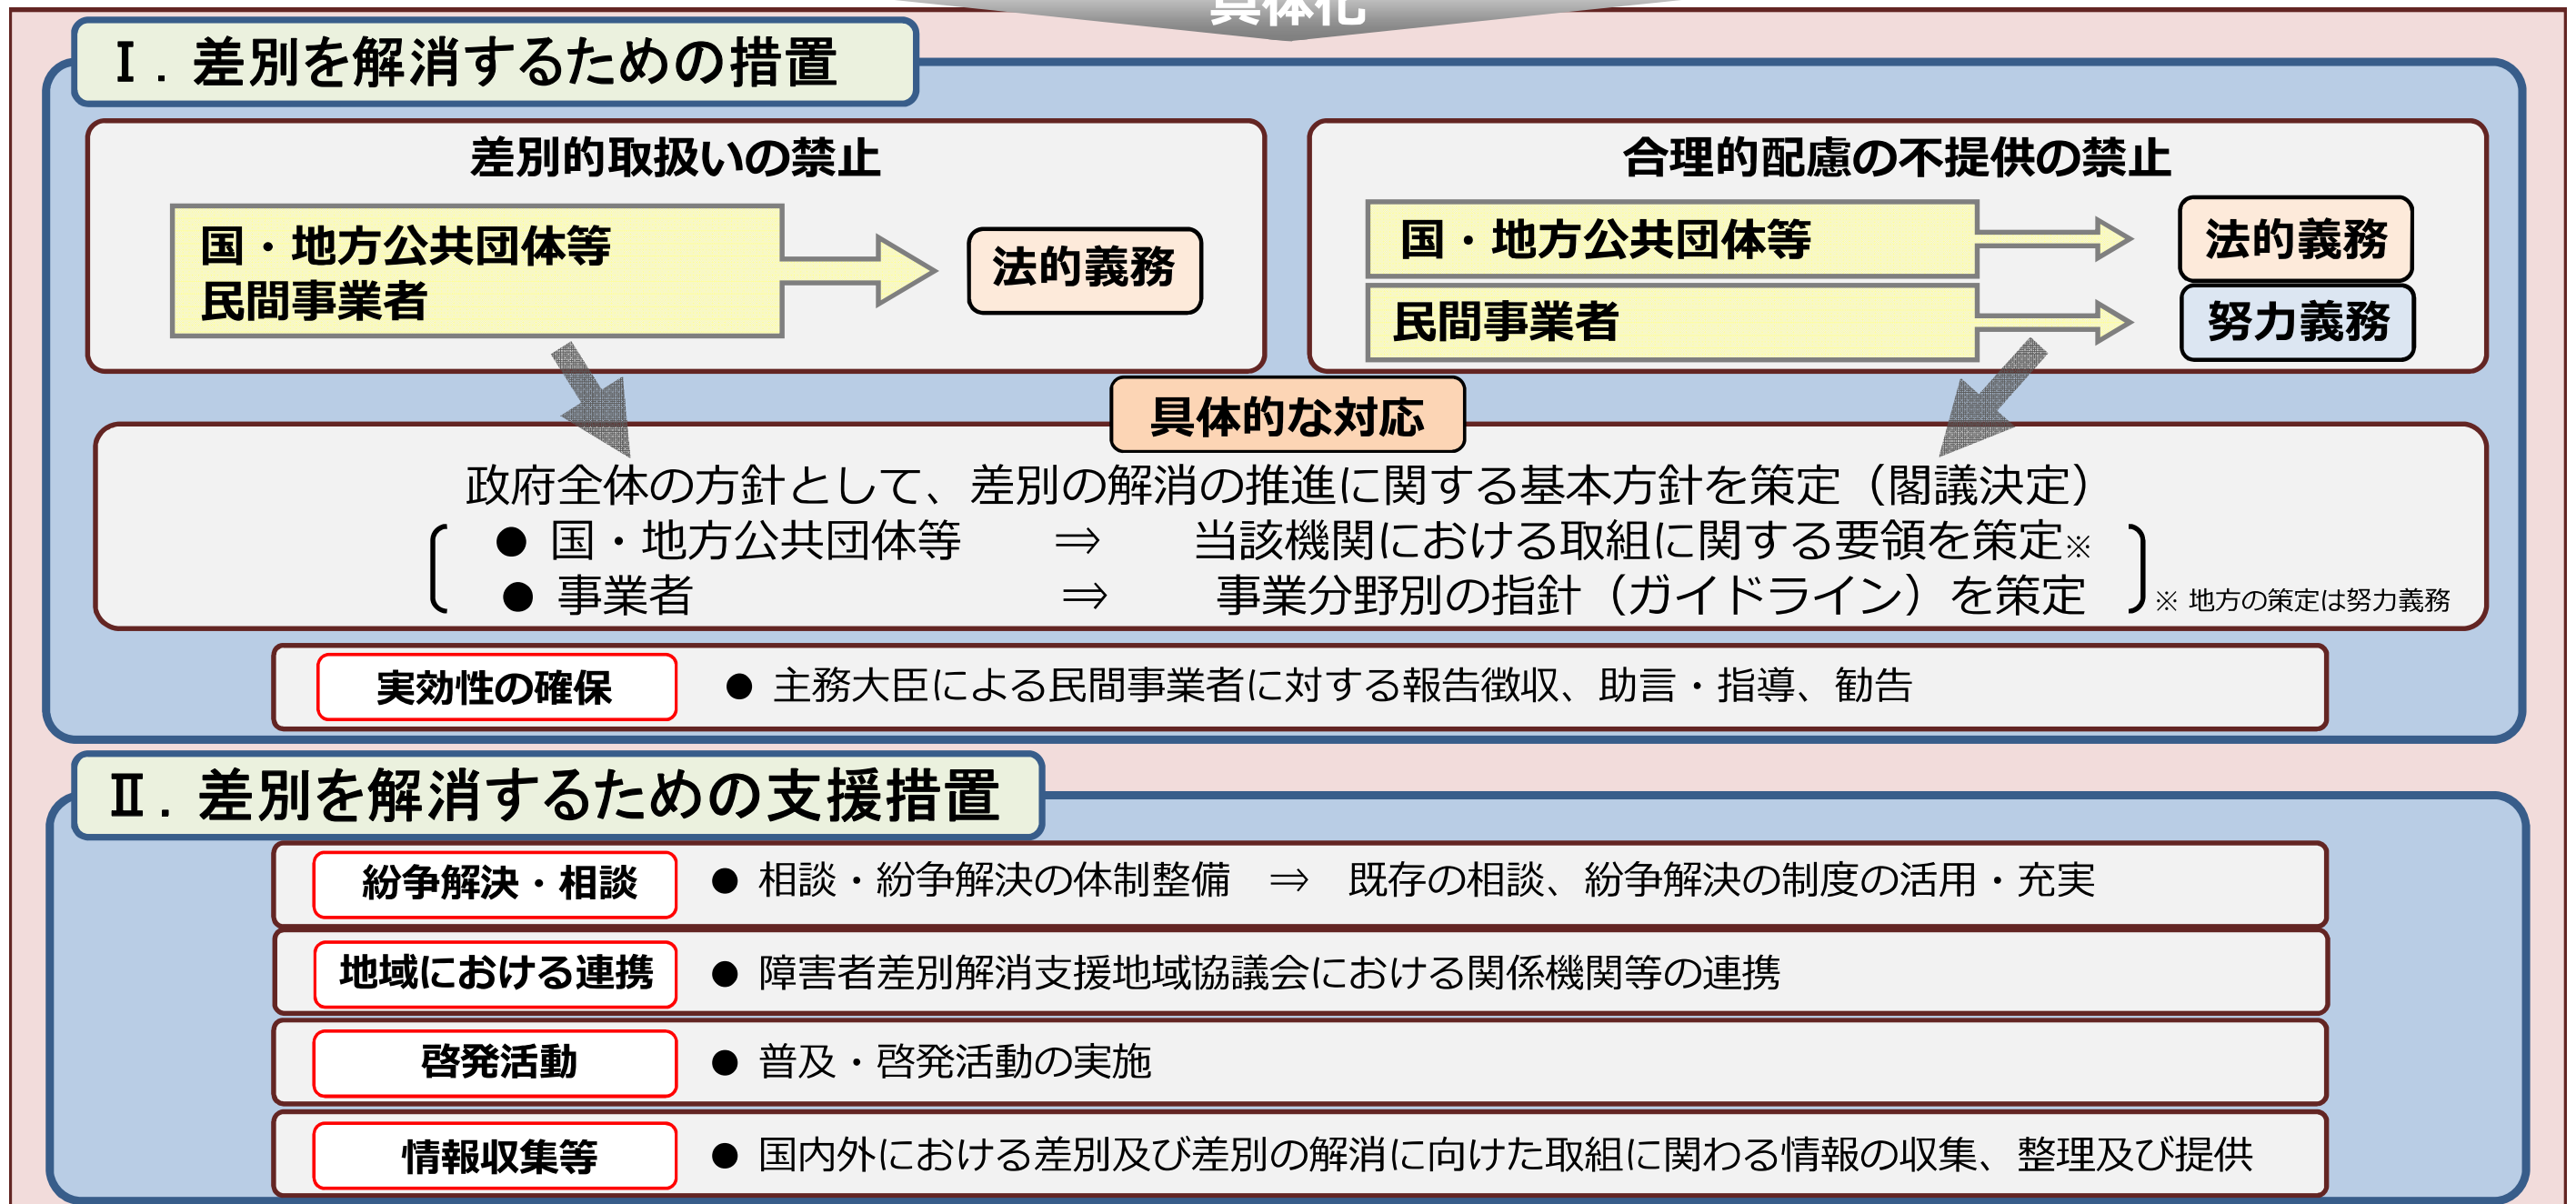 具体化
Ⅰ．差別を解消するための措置
差別的取扱いの禁止
国・地方公共団体等
民間事業者
法的義務
合理的配慮の不提供の禁止
国・地方公共団体等
法的義務
民間事業者
努力義務
具体的な対応
政府全体の方針として、差別の解消の推進に関する基本方針を策定（閣議決定）
● 国・地方公共団体等 ⇒ 当該機関における取組に関する要領を策定※
● 事業者 ⇒ 事業分野別の指針（ガイドライン）を策定
※ 地方の策定は努力義務
実効性の確保
● 主務大臣による民間事業者に対する報告徴収、助言・指導、勧告
Ⅱ．差別を解消するための支援措置
紛争解決・相談
● 相談・紛争解決の体制整備 ⇒ 既存の相談、紛争解決の制度の活用・充実
地域における連携
● 障害者差別解消支援地域協議会における関係機関等の連携
啓発活動
● 普及・啓発活動の実施
情報収集等
● 国内外における差別及び差別の解消に向けた取組に関わる情報の収集、整理及び提供